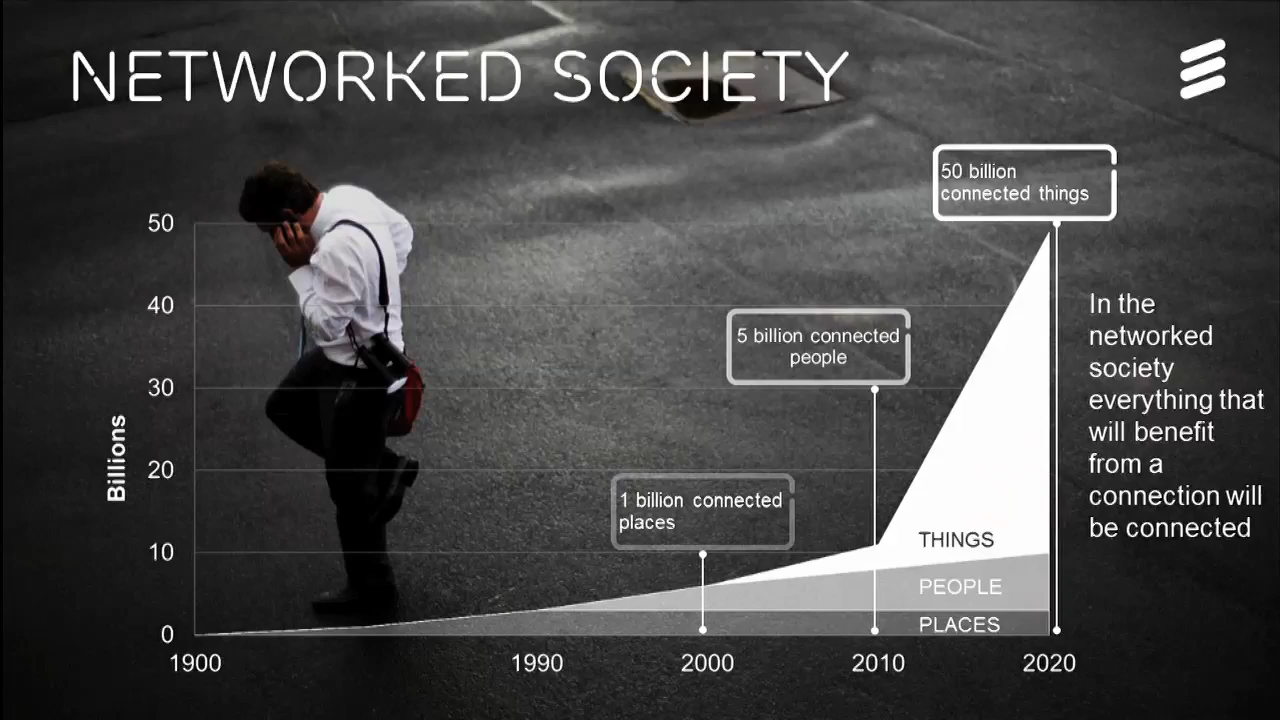 NETWORKED SOCIETY
50 billion
connected things
50
40
30
20
10
0
Billions
5 billion connected
people
1 billion connected
places
In the
networked
society
everything that
will benefit
from a
connection will
be connected
THINGS
PEOPLE
PLACES
1900
1990
2000
2010
2020